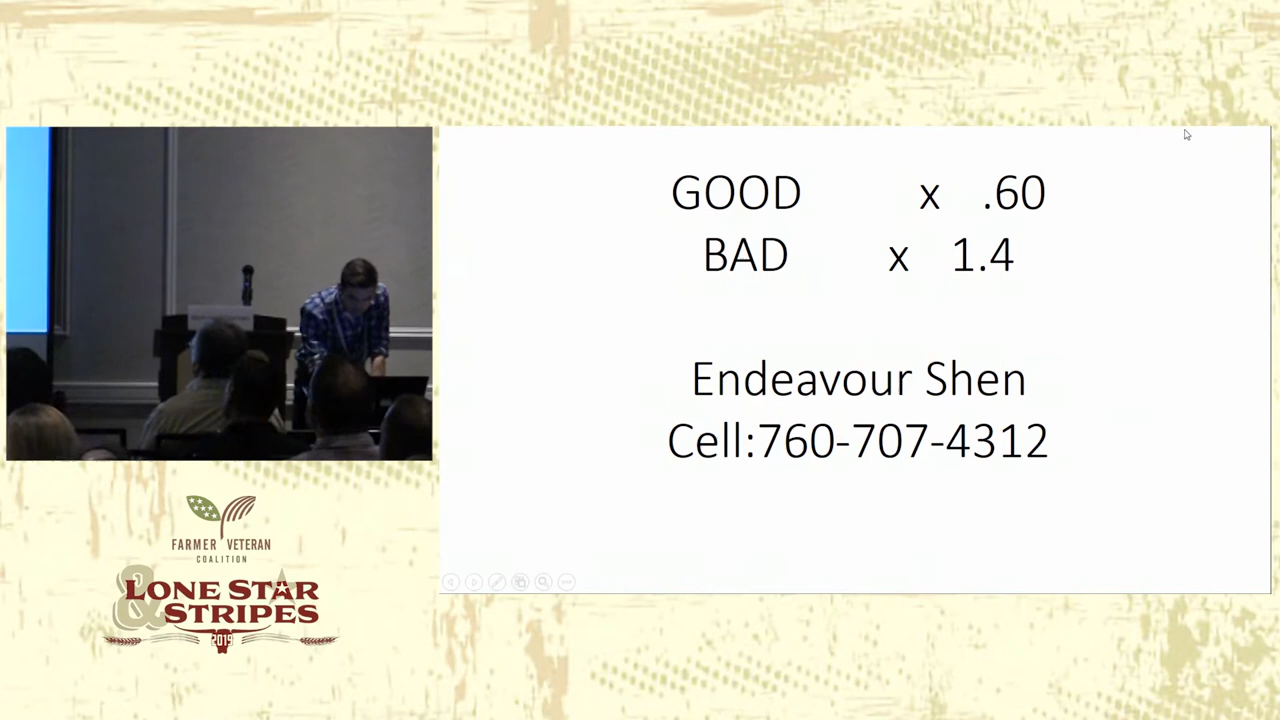 GOOD x .60
BAD x 1.4
Endeavour Shen
Cell:760-707-4312
FARMER VETERAN
COALITION
&
LONE STAR
STRIPES
2019